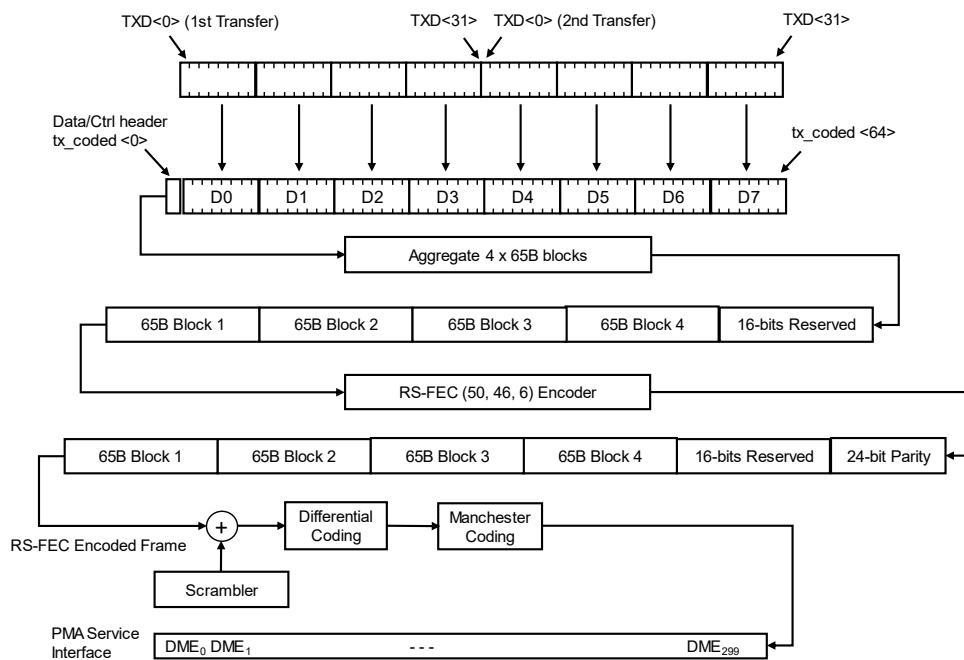 TXD<0> (1st Transfer)
TXD<31>
TXD<0> (2nd Transfer)
TXD<31>
Data/Ctrl header
tx_coded <0>
tx_coded <64>
D0
D1
D2
D3
D4
D5
D6
D7
Aggregate 4 x 65B blocks
65B Block 1
65B Block 2
65B Block 3
65B Block 4
16-bits Reserved
RS-FEC (50, 46, 6) Encoder
65B Block 1
65B Block 2
65B Block 3
65B Block 4
16-bits Reserved
24-bit Parity
RS-FEC Encoded Frame
+
Differential
Coding
Manchester
Coding
Scrambler
PMA Service
Interface
DME₀ DME₁
- - -
DME₂₉₉